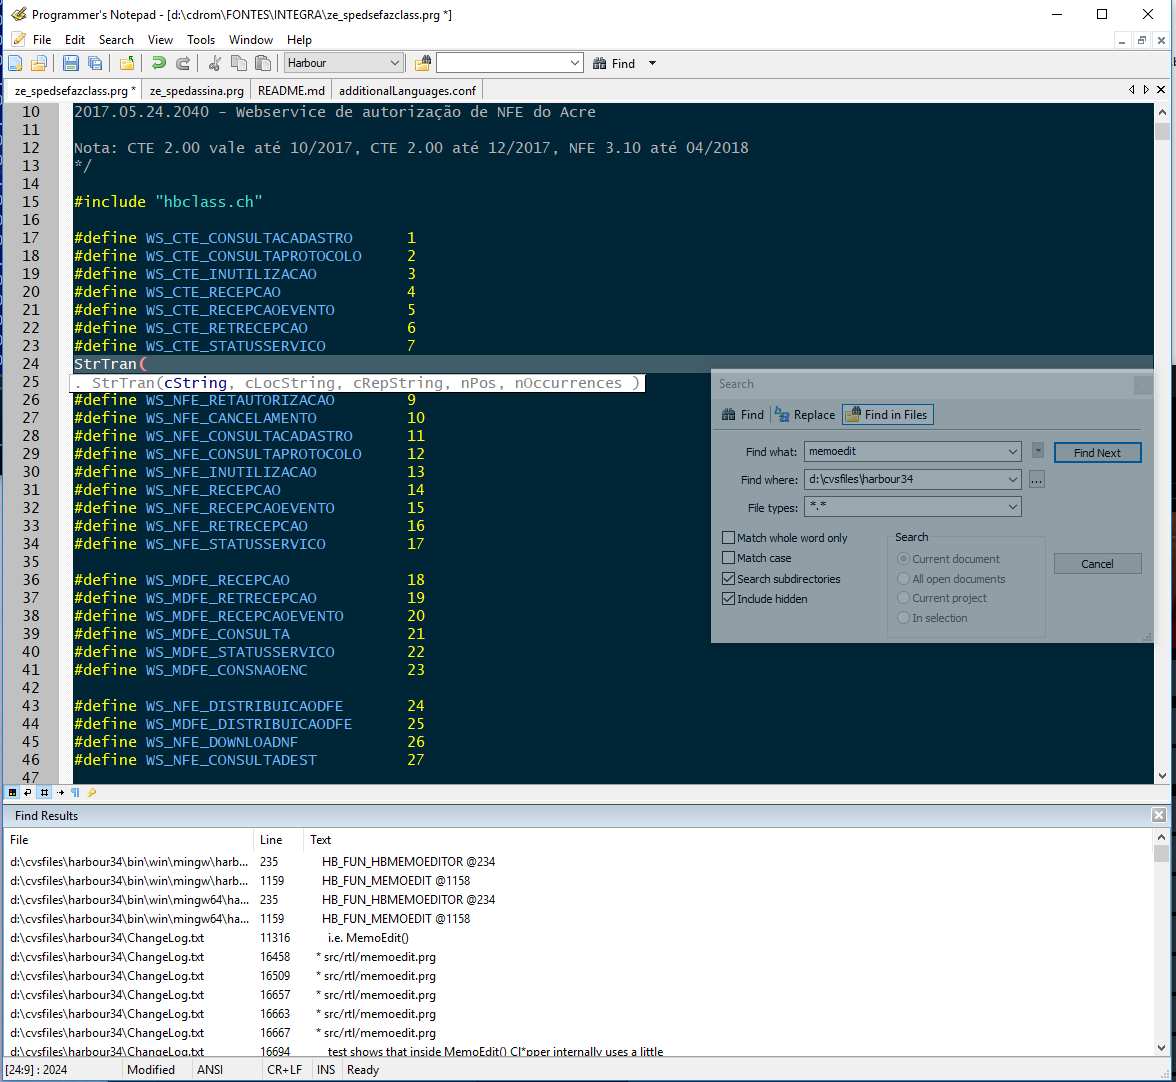 Programmer's Notepad - [d:\cdrom\FONTES\INTEGRA\ze_spedsefazclass.prg *]
File Edit Search View Tools Window Help
Harbour Find
ze_spedsefazclass.prg * ze_spedassina.prg README.md additionalLanguages.conf
10 2017.05.24.2040 - Webservice de autorização de NFE do Acre
11
12 Nota: CTE 2.00 vale até 10/2017, CTE 2.00 até 12/2017, NFE 3.10 até 04/2018
13 */
14
15 #include "hbclass.ch"
16
17 #define WS_CTE_CONSULTACADASTRO 1
18 #define WS_CTE_CONSULTAPROTOCOLO 2
19 #define WS_CTE_INUTILIZACAO 3
20 #define WS_CTE_RECEPCAO 4
21 #define WS_CTE_RECEPCAOEVENTO 5
22 #define WS_CTE_RETRECEPCAO 6
23 #define WS_CTE_STATUSSERVICO 7
24 StrTran(
25 . StrTran(cString, cLocString, cRepString, nPos, nOccurrences )
26 #define WS_NFE_RETAUTORIZACAO 9
27 #define WS_NFE_CANCELAMENTO 10
28 #define WS_NFE_CONSULTACADASTRO 11
29 #define WS_NFE_CONSULTAPROTOCOLO 12
30 #define WS_NFE_INUTILIZACAO 13
31 #define WS_NFE_RECEPCAO 14
32 #define WS_NFE_RECEPCAOEVENTO 15
33 #define WS_NFE_RETRECEPCAO 16
34 #define WS_NFE_STATUSSERVICO 17
35
36 #define WS_MDFE_RECEPCAO 18
37 #define WS_MDFE_RETRECEPCAO 19
38 #define WS_MDFE_RECEPCAOEVENTO 20
39 #define WS_MDFE_CONSULTA 21
40 #define WS_MDFE_STATUSSERVICO 22
41 #define WS_MDFE_CONSNAOENC 23
42
43 #define WS_NFE_DISTRIBUICAODFE 24
44 #define WS_MDFE_DISTRIBUICAODFE 25
45 #define WS_NFE_DOWNLOADNF 26
46 #define WS_NFE_CONSULTADEST 27
47
Search
Find Replace Find in Files
Find what: memoedit Find Next
Find where: d:\cvsfiles\harbour34 ...
File types: *.*
Match whole word only Search
Match case Current document Cancel
Search subdirectories All open documents
Include hidden Current project
In selection
Find Results
File Line Text
d:\cvsfiles\harbour34\bin\win\mingw\harb... 235 HB_FUN_HBMEMOEDITOR @234
d:\cvsfiles\harbour34\bin\win\mingw\harb... 1159 HB_FUN_MEMOEDIT @1158
d:\cvsfiles\harbour34\bin\win\mingw64\ha... 235 HB_FUN_HBMEMOEDITOR @234
d:\cvsfiles\harbour34\bin\win\mingw64\ha... 1159 HB_FUN_MEMOEDIT @1158
d:\cvsfiles\harbour34\ChangeLog.txt 11316 i.e. MemoEdit()
d:\cvsfiles\harbour34\ChangeLog.txt 16458 * src/rtl/memoedit.prg
d:\cvsfiles\harbour34\ChangeLog.txt 16509 * src/rtl/memoedit.prg
d:\cvsfiles\harbour34\ChangeLog.txt 16657 * src/rtl/memoedit.prg
d:\cvsfiles\harbour34\ChangeLog.txt 16663 * src/rtl/memoedit.prg
d:\cvsfiles\harbour34\ChangeLog.txt 16667 * src/rtl/memoedit.prg
d:\cvsfiles\harbour34\ChangeLog.txt 16694 test shows that inside MemoEdit() Cl*pper internally uses a little
[24:9] : 2024 Modified ANSI CR+LF INS Ready